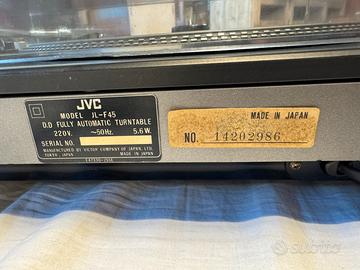 JVC
MODEL JL-F45
D.D FULLY AUTOMATIC TURNTABLE
220V. ~50Hz. 5.6W.
SERIAL NO.
MANUFACTURED BY VICTOR COMPANY OF JAPAN, LTD.
TOKYO, JAPAN MADE IN JAPAN
MADE IN JAPAN
NO. 14202986
subito